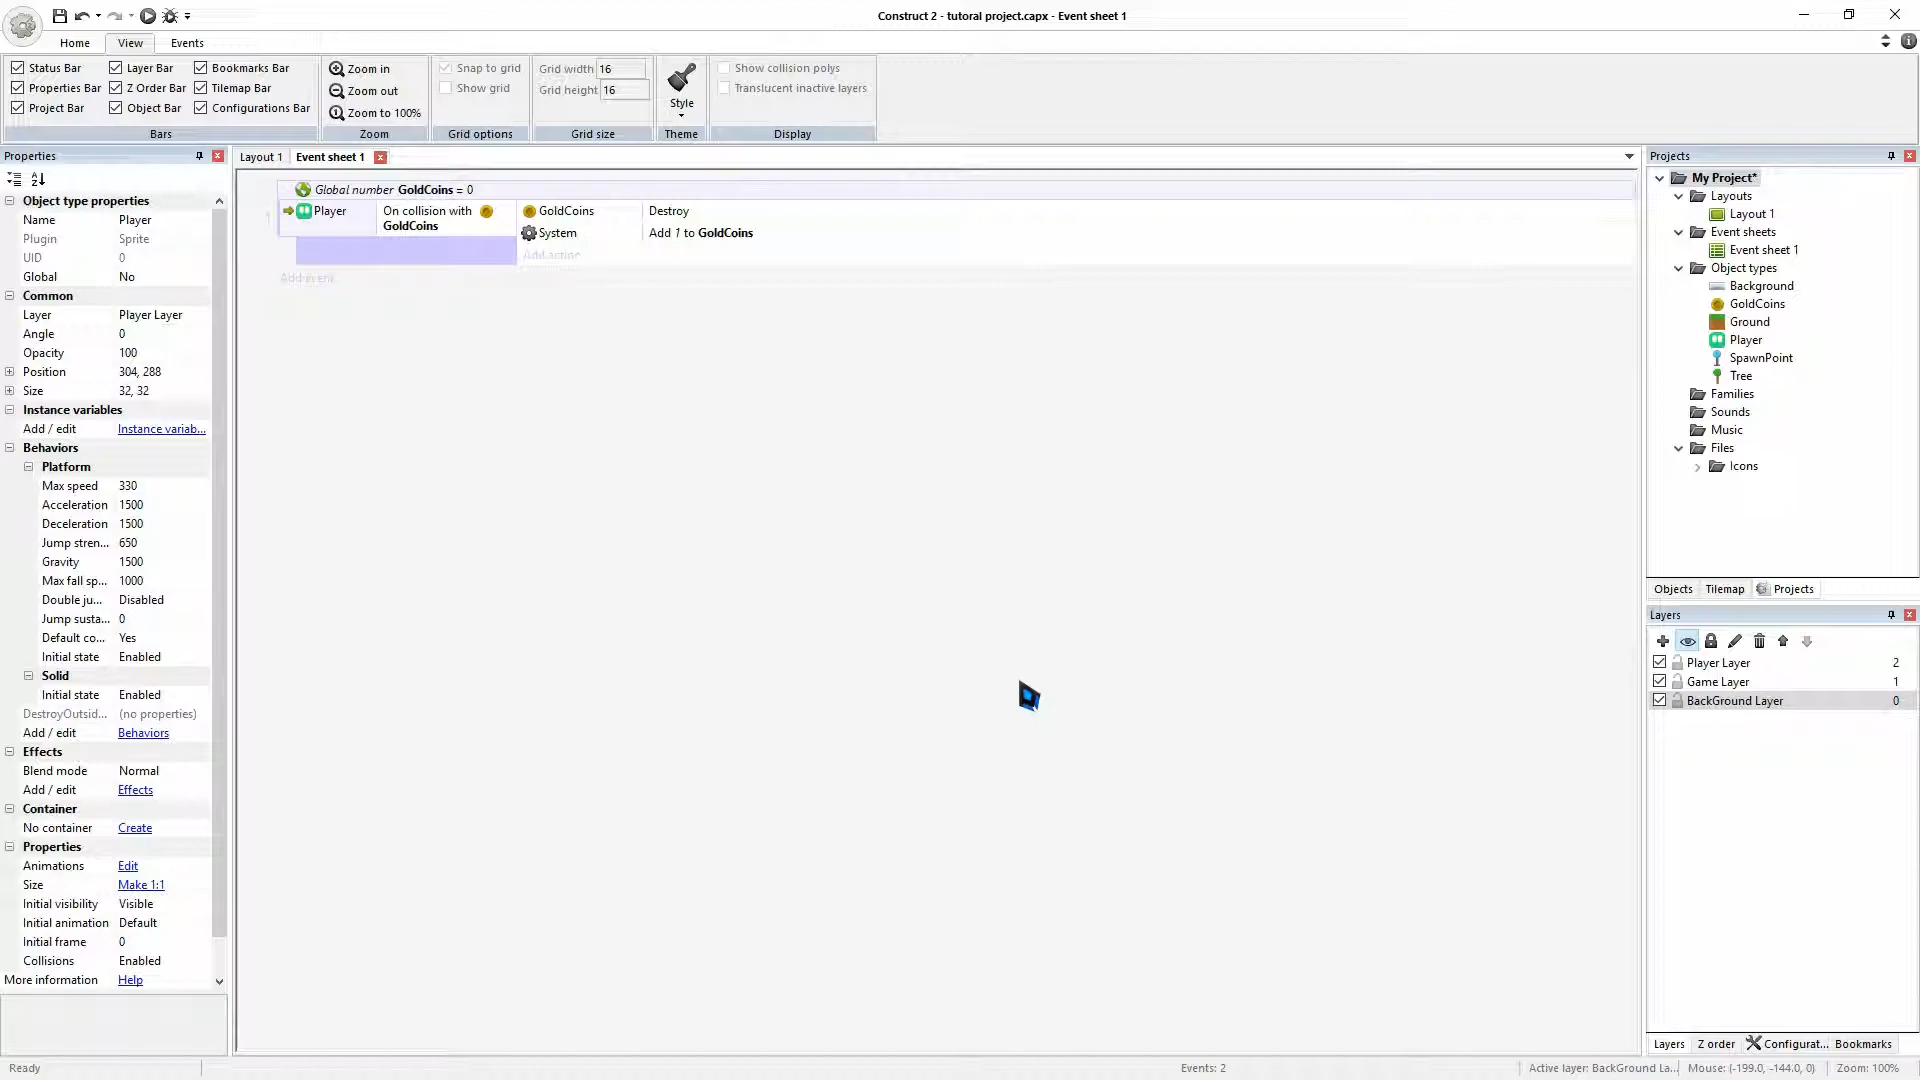 Construct 2 - tutoral project.capx - Event sheet 1
Home View Events
Status Bar Layer Bar Bookmarks Bar Zoom in Snap to grid Grid width 16 Show collision polys
Properties Bar Z Order Bar Tilemap Bar Zoom out Show grid Grid height 16 Style Translucent inactive layers
Project Bar Object Bar Configurations Bar Zoom to 100%
Bars Zoom Grid options Grid size Theme Display
Properties
Object type properties
Name Player
Plugin Sprite
UID 0
Global No
Common
Layer Player Layer
Angle 0
Opacity 100
Position 304, 288
Size 32, 32
Instance variables
Add / edit Instance variab...
Behaviors
Platform
Max speed 330
Acceleration 1500
Deceleration 1500
Jump stren... 650
Gravity 1500
Max fall sp... 1000
Double ju... Disabled
Jump susta... 0
Default co... Yes
Initial state Enabled
Solid
Initial state Enabled
DestroyOutsid... (no properties)
Add / edit Behaviors
Effects
Blend mode Normal
Add / edit Effects
Container
No container Create
Properties
Animations Edit
Size Make 1:1
Initial visibility Visible
Initial animation Default
Initial frame 0
Collisions Enabled
More information Help
Layout 1 Event sheet 1
Global number GoldCoins = 0
Player On collision with GoldCoins Destroy
GoldCoins System Add 1 to GoldCoins
Add action
Add event
Projects
My Project*
Layouts
Layout 1
Event sheets
Event sheet 1
Object types
Background
GoldCoins
Ground
Player
SpawnPoint
Tree
Families
Sounds
Music
Files
Icons
Objects Tilemap Projects
Layers
Player Layer 2
Game Layer 1
BackGround Layer 0
Layers Z order Configurat... Bookmarks
Ready Events: 2 Active layer: BackGround La... Mouse: (-199.0, -144.0, 0) Zoom: 100%